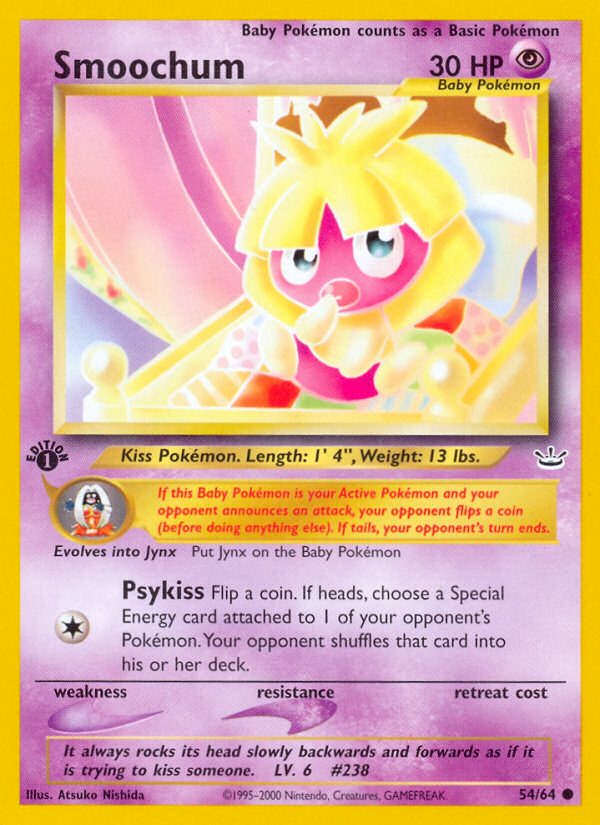 Baby Pokémon counts as a Basic Pokémon
Smoochum
30 HP
Baby Pokémon
EDITION
1
Kiss Pokémon. Length: 1' 4", Weight: 13 lbs.
If this Baby Pokémon is your Active Pokémon and your
opponent announces an attack, your opponent flips a coin
(before doing anything else). If tails, your opponent's turn ends.
Evolves into Jynx Put Jynx on the Baby Pokémon
Psykiss Flip a coin. If heads, choose a Special
Energy card attached to 1 of your opponent's
Pokémon. Your opponent shuffles that card into
his or her deck.
weakness resistance retreat cost
It always rocks its head slowly backwards and forwards as if it
is trying to kiss someone. LV. 6 #238
Illus. Atsuko Nishida ©1995-2000 Nintendo, Creatures, GAMEFREAK. 54/64